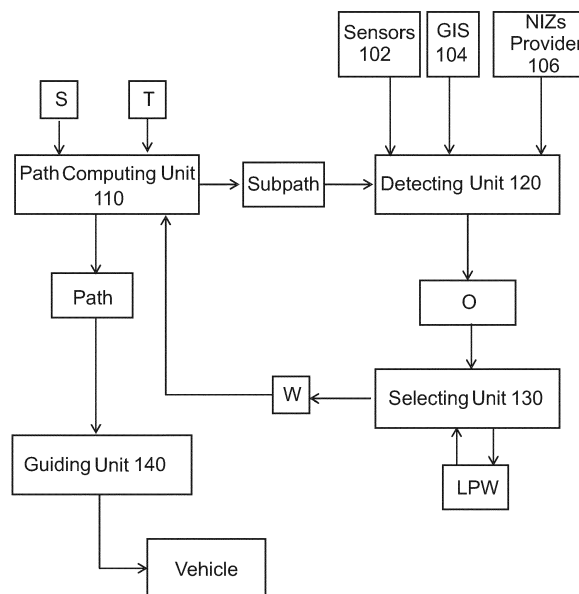 Sensors
102
GIS
104
NIZs
Provider
106
S
T
Path Computing Unit
110
Subpath
Detecting Unit 120
Path
O
W
Selecting Unit 130
Guiding Unit 140
LPW
Vehicle